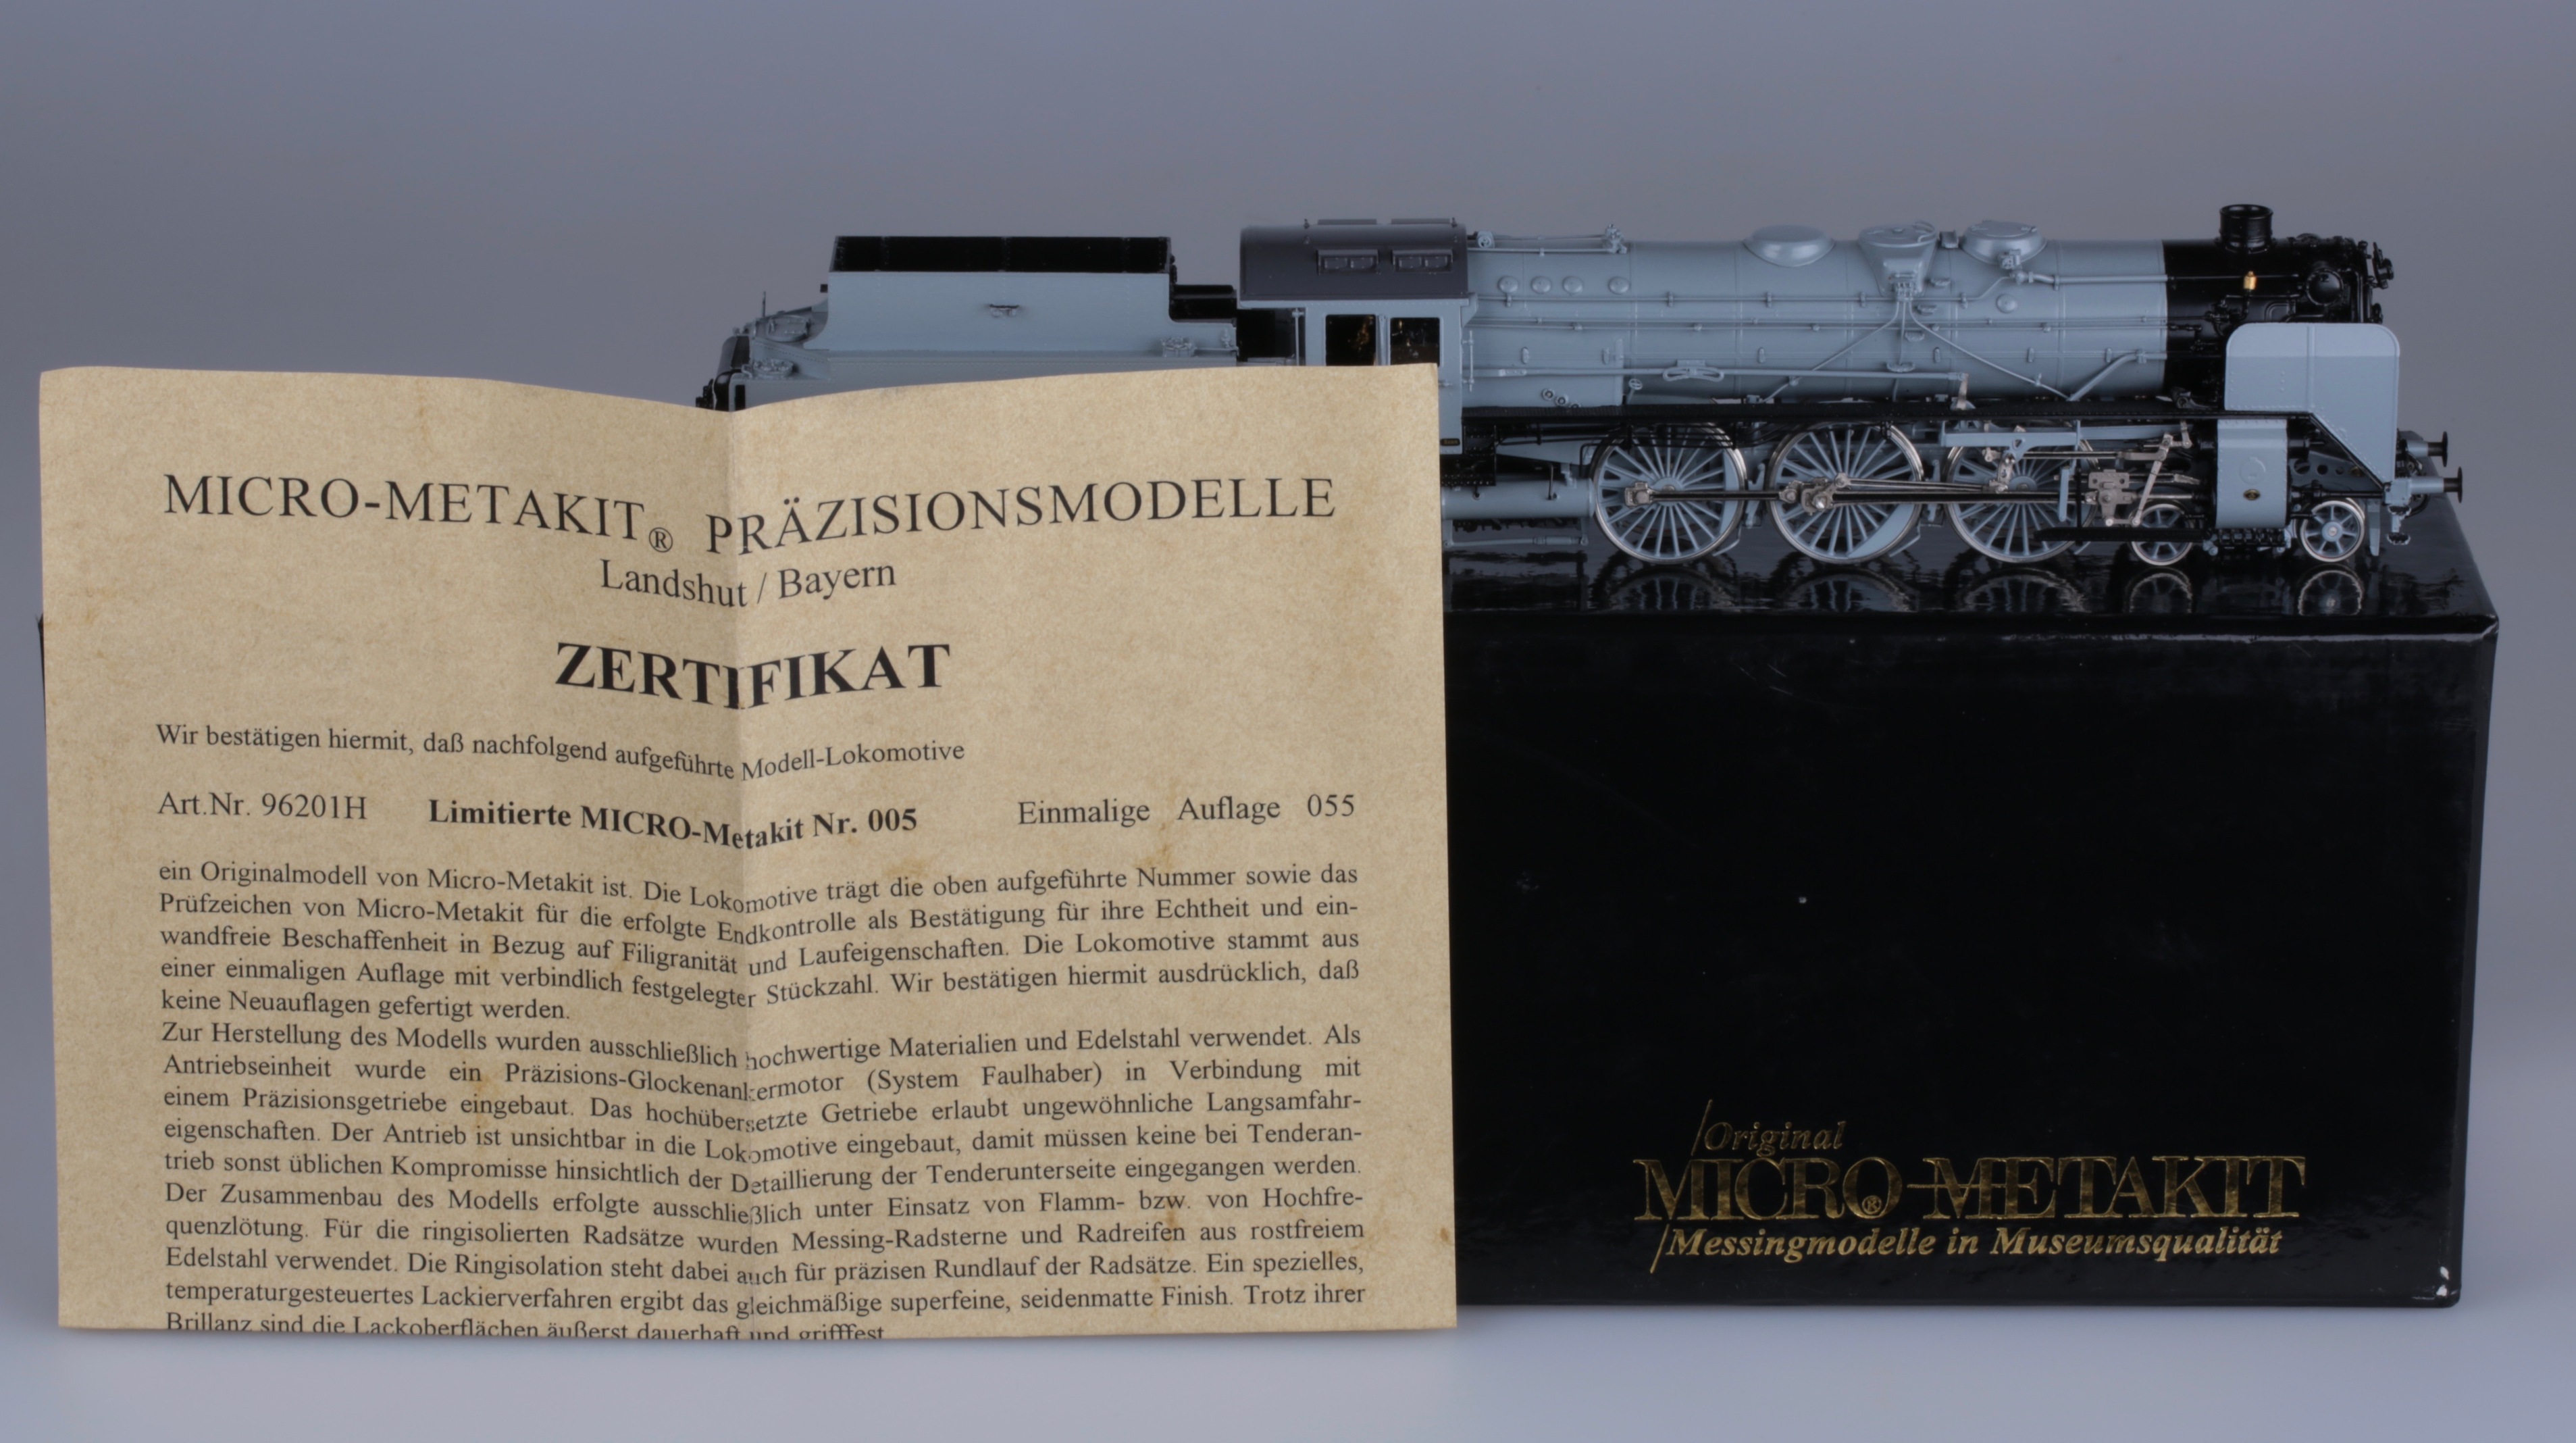 MICRO-METAKIT® PRÄZISIONSMODELLE
Landshut / Bayern
ZERTIFIKAT
Wir bestätigen hiermit, daß nachfolgend aufgeführte Modell-Lokomotive
Art.Nr. 96201H Limitierte MICRO-Metakit Nr. 005 Einmalige Auflage 055
ein Originalmodell von Micro-Metakit ist. Die Lokomotive trägt die oben aufgeführte Nummer sowie das
Prüfzeichen von Micro-Metakit für die erfolgte Endkontrolle als Bestätigung für ihre Echtheit und ein-
wandfreie Beschaffenheit in Bezug auf Filigranität und Laufeigenschaften. Die Lokomotive stammt aus
einer einmaligen Auflage mit verbindlich festgelegter Stückzahl. Wir bestätigen hiermit ausdrücklich, daß
keine Neuauflagen gefertigt werden.
Zur Herstellung des Modells wurden ausschließlich hochwertige Materialien und Edelstahl verwendet. Als
Antriebseinheit wurde ein Präzisions-Glockenankermotor (System Faulhaber) in Verbindung mit
einem Präzisionsgetriebe eingebaut. Das hochübersetzte Getriebe erlaubt ungewöhnliche Langsamfahr-
eigenschaften. Der Antrieb ist unsichtbar in die Lokomotive eingebaut, damit müssen keine bei Tenderan-
trieb sonst üblichen Kompromisse hinsichtlich der Detaillierung der Tenderunterseite eingegangen werden.
Der Zusammenbau des Modells erfolgte ausschließlich unter Einsatz von Flamm- bzw. von Hochfre-
quenzlötung. Für die ringisolierten Radsätze wurden Messing-Radsterne und Radreifen aus rostfreiem
Edelstahl verwendet. Die Ringisolation steht dabei auch für präzisen Rundlauf der Radsätze. Ein spezielles,
temperaturgesteuertes Lackierverfahren ergibt das gleichmäßige superfeine, seidenmatte Finish. Trotz ihrer
Brillanz sind die Lackoberflächen äußerst dauerhaft und grifffest
/Original
MICRO®-METAKIT
/Messingmodelle in Museumsqualität